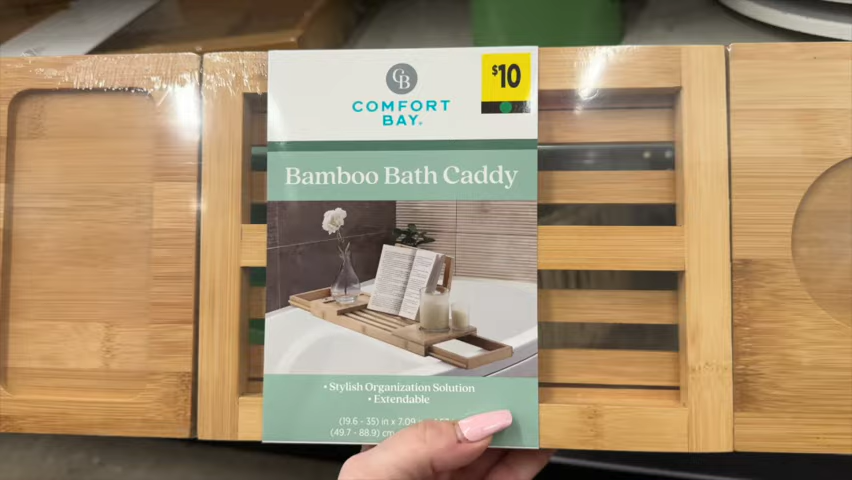 CB
$10
COMFORT
BAY®
Bamboo Bath Caddy
• Stylish Organization Solution
• Extendable
(19.6 - 35) in x 7.09
(49.7 - 88.9) cm